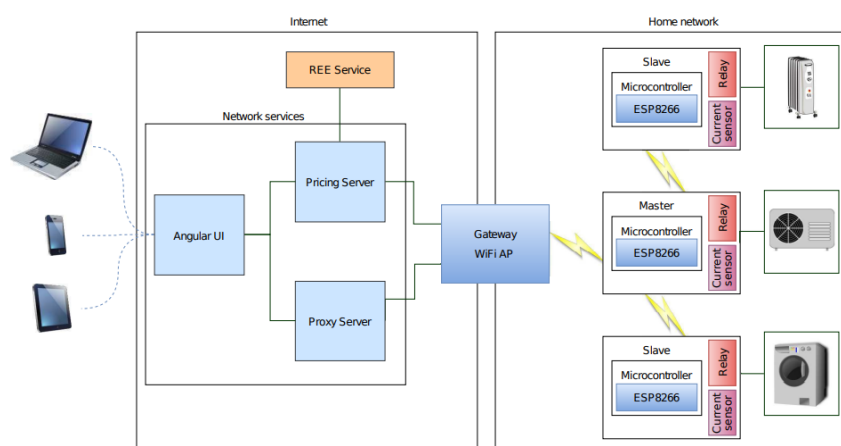 Internet
Home network
REE Service
Network services
Angular UI
Pricing Server
Proxy Server
Gateway
WiFi AP
Slave
Microcontroller
ESP8266
Relay
Current
sensor
Master
Microcontroller
ESP8266
Relay
Current
sensor
Slave
Microcontroller
ESP8266
Relay
Current
sensor